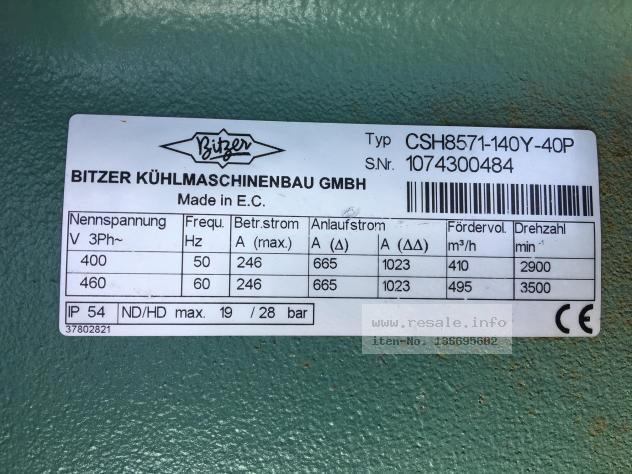 Bitzer
Typ CSH8571-140Y-40P
S.Nr. 1074300484
BITZER KÜHLMASCHINENBAU GMBH
Made in E.C.
Nennspannung Frequ. Betr.strom Anlaufstrom Fördervol. Drehzahl
V 3Ph~ Hz A (max.) A (Δ) A (ΔΔ) m³/h min⁻¹
400 50 246 665 1023 410 2900
460 60 246 665 1023 495 3500
IP 54 ND/HD max. 19 / 28 bar
CE
37802821
www.resale.info
item-No. 135695602